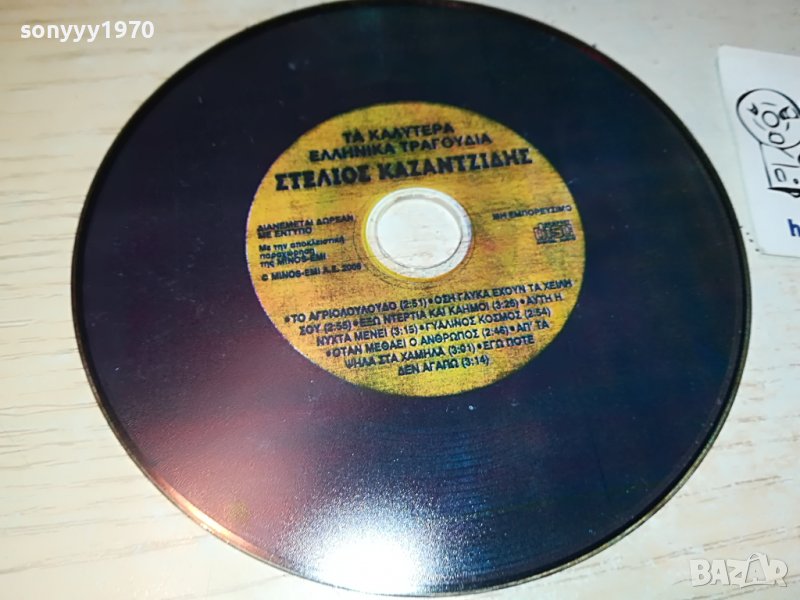 sonyyy1970
ΤΑ ΚΑΛΥΤΕΡΑ
ΕΛΛΗΝΙΚΑ ΤΡΑΓΟΥΔΙΑ
ΣΤΕΛΙΟΣ ΚΑΖΑΝΤΖΙΔΗΣ
ΔΙΑΝΕΜΕΤΑΙ ΔΩΡΕΑΝ
ΜΕ ΕΝΤΥΠΟ
ΜΗ ΕΜΠΟΡΕΥΣΙΜΟ
Με την αποκλειστική
παραχώρηση
της MINOS-EMI
© MINOS-EMI A.E. 2006
•ΤΟ ΑΓΡΙΟΛΟΥΛΟΥΔΟ (2:51)•ΟΣΗ ΓΛΥΚΑ ΕΧΟΥΝ ΤΑ ΧΕΙΛΗ
ΣΟΥ (2:55)•ΕΞΩ ΝΤΕΡΤΙΑ ΚΑΙ ΚΑΗΜΟΙ (3:26)•ΑΥΤΗ Η
ΝΥΧΤΑ ΜΕΝΕΙ (3:15)•ΓΥΑΛΙΝΟΣ ΚΟΣΜΟΣ (2:54)
•ΟΤΑΝ ΜΕΘΑΕΙ Ο ΑΝΘΡΩΠΟΣ (2:46)•ΑΠ' ΤΑ
ΨΗΛΑ ΣΤΑ ΧΑΜΗΛΑ (3:01)•ΕΓΩ ΠΟΤΕ
ΔΕΝ ΑΓΑΠΩ (3:14)
h
BAZAR